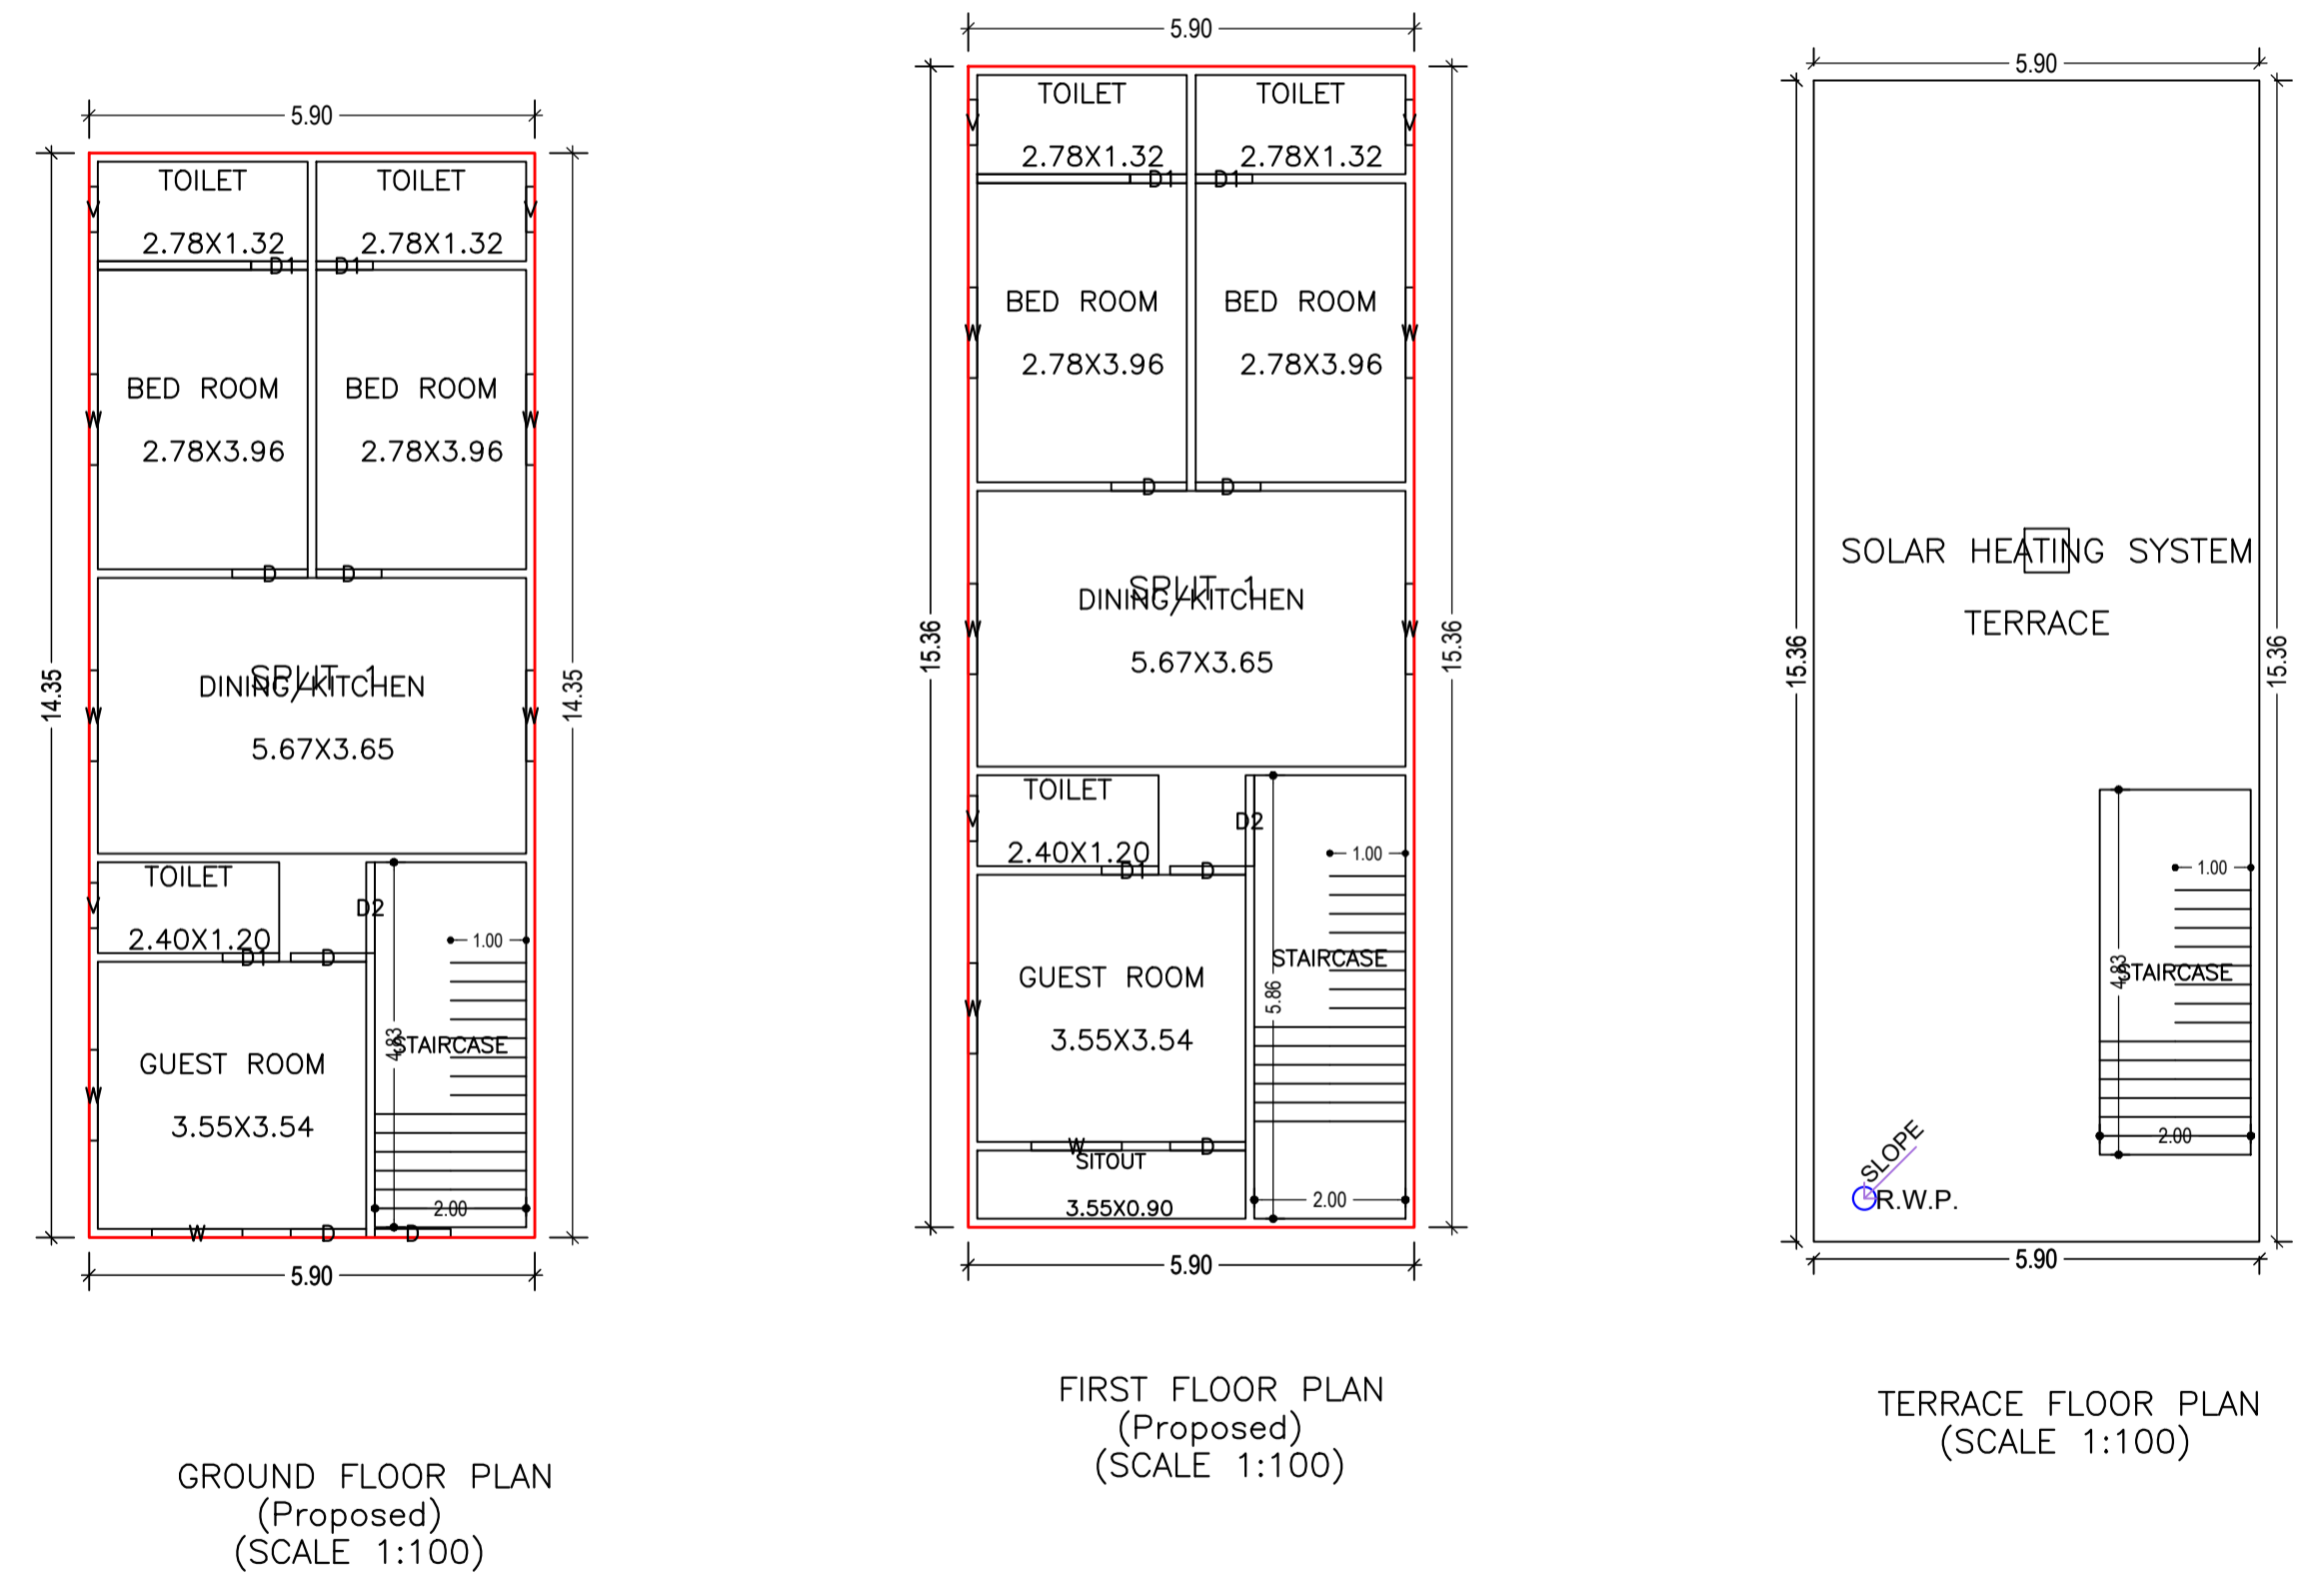 5.90
14.35
14.35
TOILET
TOILET
V
V
2.78X1.32
2.78X1.32
D1
D1
BED ROOM
BED ROOM
W
W
2.78X3.96
2.78X3.96
D
D
SPLIT 1
DINING/KITCHEN
W
W
5.67X3.65
TOILET
V
D2
2.40X1.20
1.00
D1
D
4.83
STAIRCASE
GUEST ROOM
W
3.55X3.54
2.00
W
D
D
5.90
GROUND FLOOR PLAN
(Proposed)
(SCALE 1:100)
5.90
15.36
15.36
TOILET
TOILET
V
V
2.78X1.32
2.78X1.32
D1
D1
BED ROOM
BED ROOM
W
W
2.78X3.96
2.78X3.96
D
D
SPLIT 1
DINING/KITCHEN
W
W
5.67X3.65
TOILET
V
D2
2.40X1.20
1.00
D1
D
STAIRCASE
5.86
GUEST ROOM
W
3.55X3.54
W
D
SITOUT
3.55X0.90
2.00
5.90
FIRST FLOOR PLAN
(Proposed)
(SCALE 1:100)
5.90
15.36
15.36
SOLAR HEATING SYSTEM
TERRACE
1.00
4.83
STAIRCASE
2.00
SLOPE
R.W.P.
5.90
TERRACE FLOOR PLAN
(SCALE 1:100)